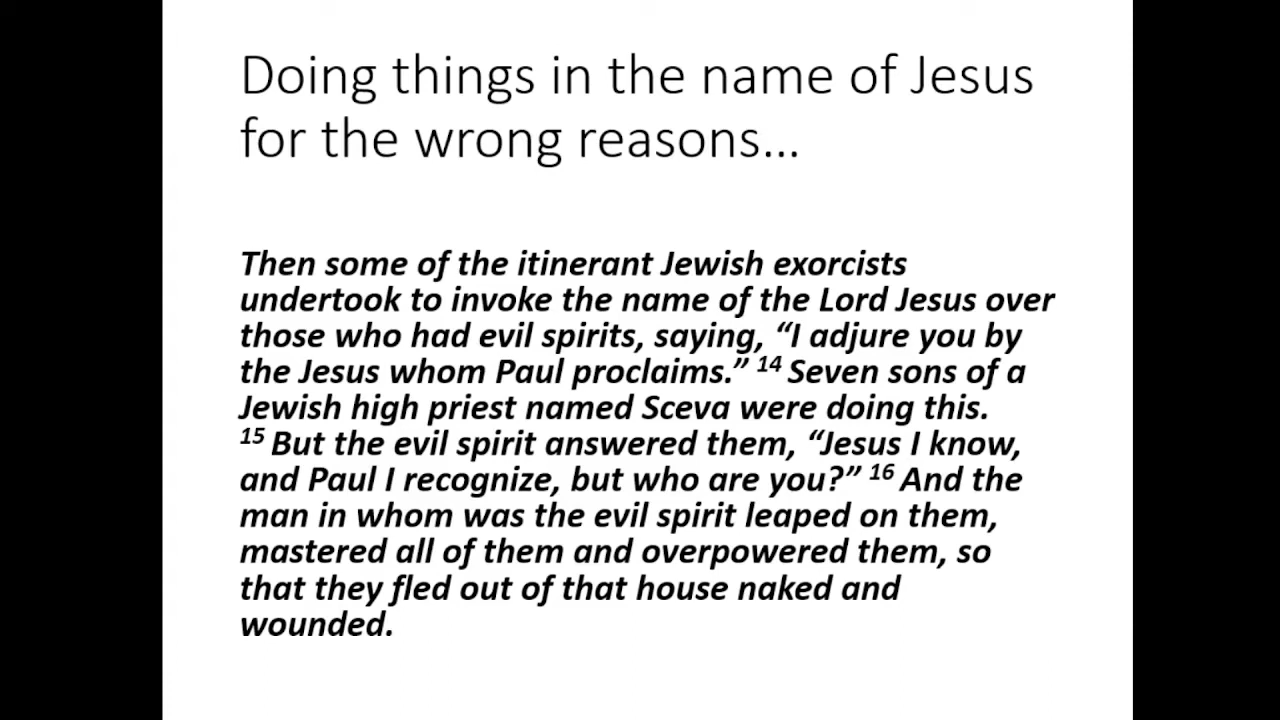 Doing things in the name of Jesus
for the wrong reasons...
Then some of the itinerant Jewish exorcists
undertook to invoke the name of the Lord Jesus over
those who had evil spirits, saying, “I adjure you by
the Jesus whom Paul proclaims.” 14 Seven sons of a
Jewish high priest named Sceva were doing this.
15 But the evil spirit answered them, “Jesus I know,
and Paul I recognize, but who are you?” 16 And the
man in whom was the evil spirit leaped on them,
mastered all of them and overpowered them, so
that they fled out of that house naked and
wounded.